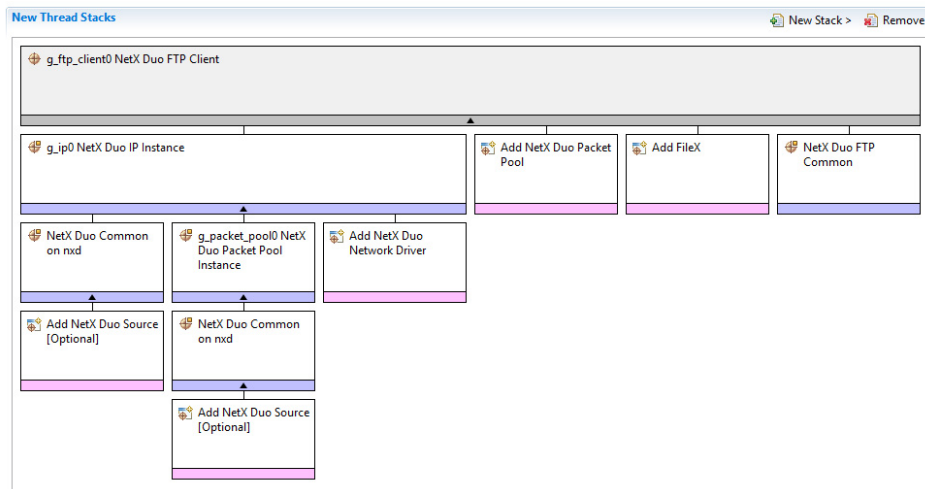 New Thread Stacks
New Stack > Remove
g_ftp_client0 NetX Duo FTP Client
g_ip0 NetX Duo IP Instance
Add NetX Duo Packet
Pool
Add FileX
NetX Duo FTP
Common
NetX Duo Common
on nxd
g_packet_pool0 NetX
Duo Packet Pool
Instance
Add NetX Duo
Network Driver
Add NetX Duo Source
[Optional]
NetX Duo Common
on nxd
Add NetX Duo Source
[Optional]